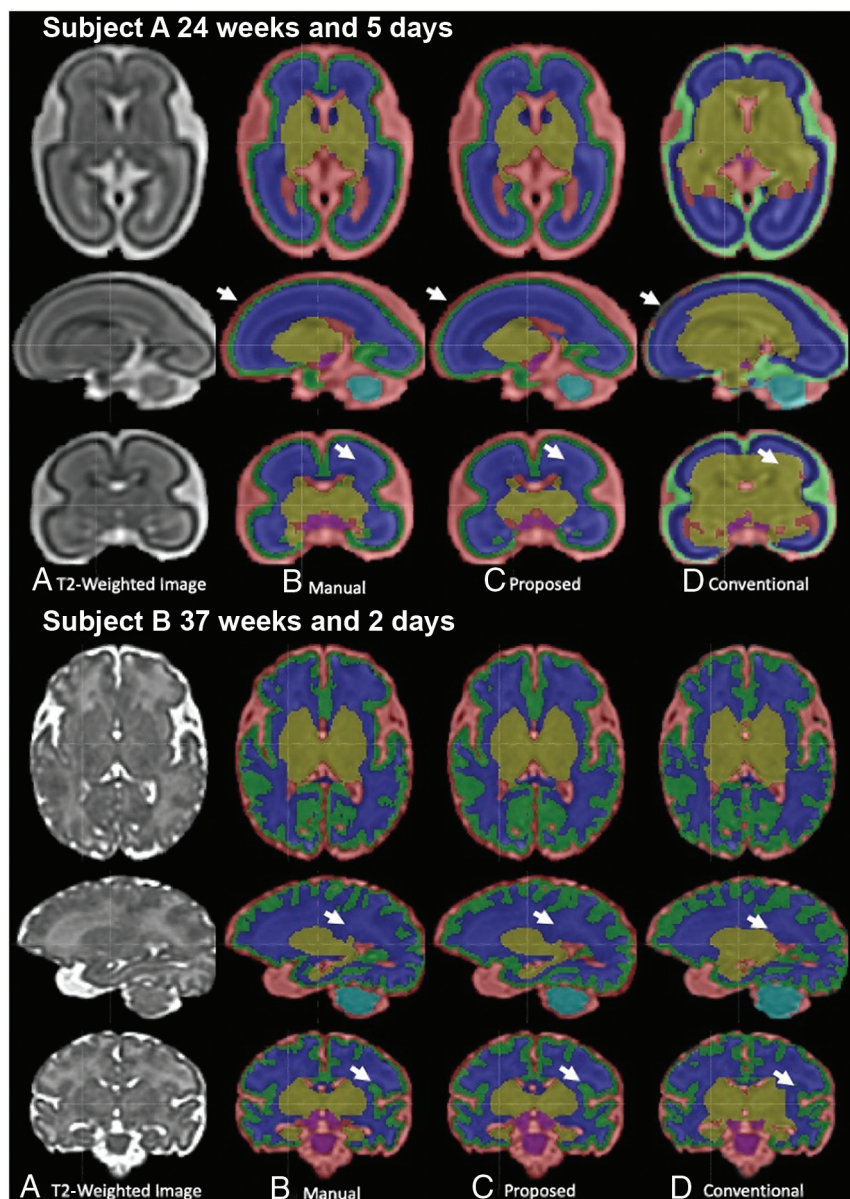 Subject A 24 weeks and 5 days
A T2-Weighted Image B Manual C Proposed D Conventional
Subject B 37 weeks and 2 days
A T2-Weighted Image B Manual C Proposed D Conventional